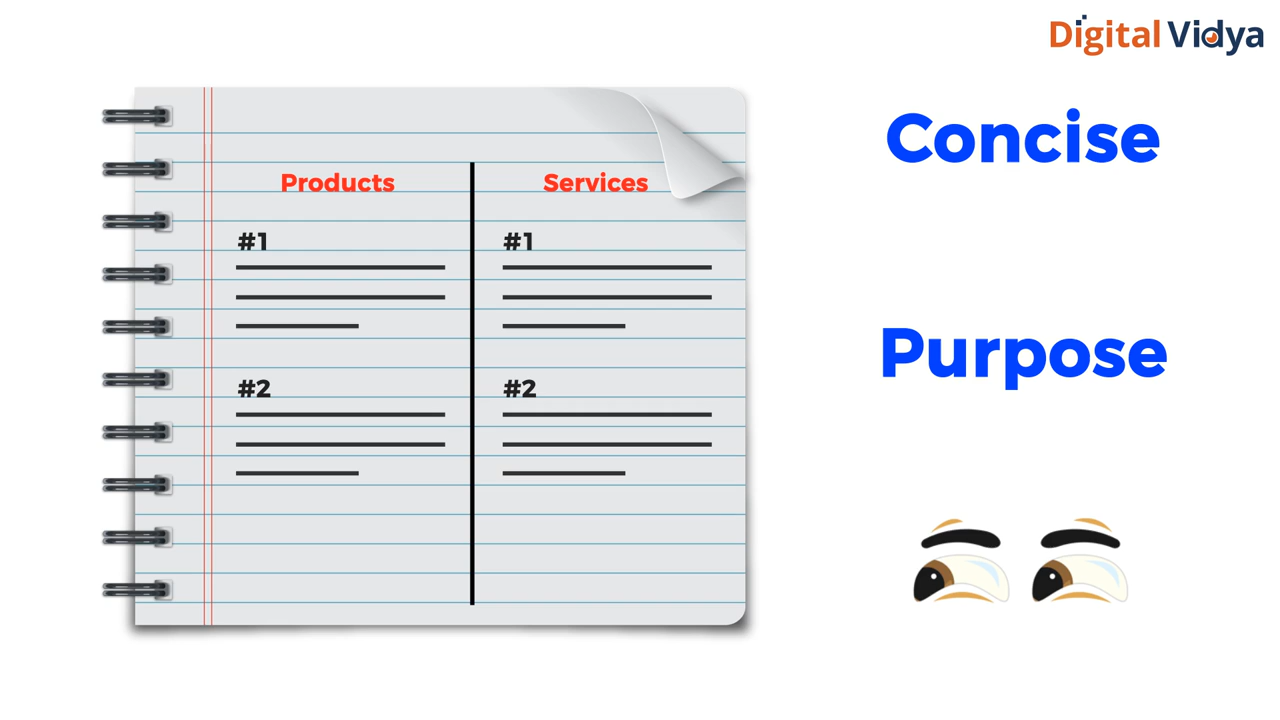 Digital Vidya
Concise
Products
Services
#1
#1
Purpose
#2
#2